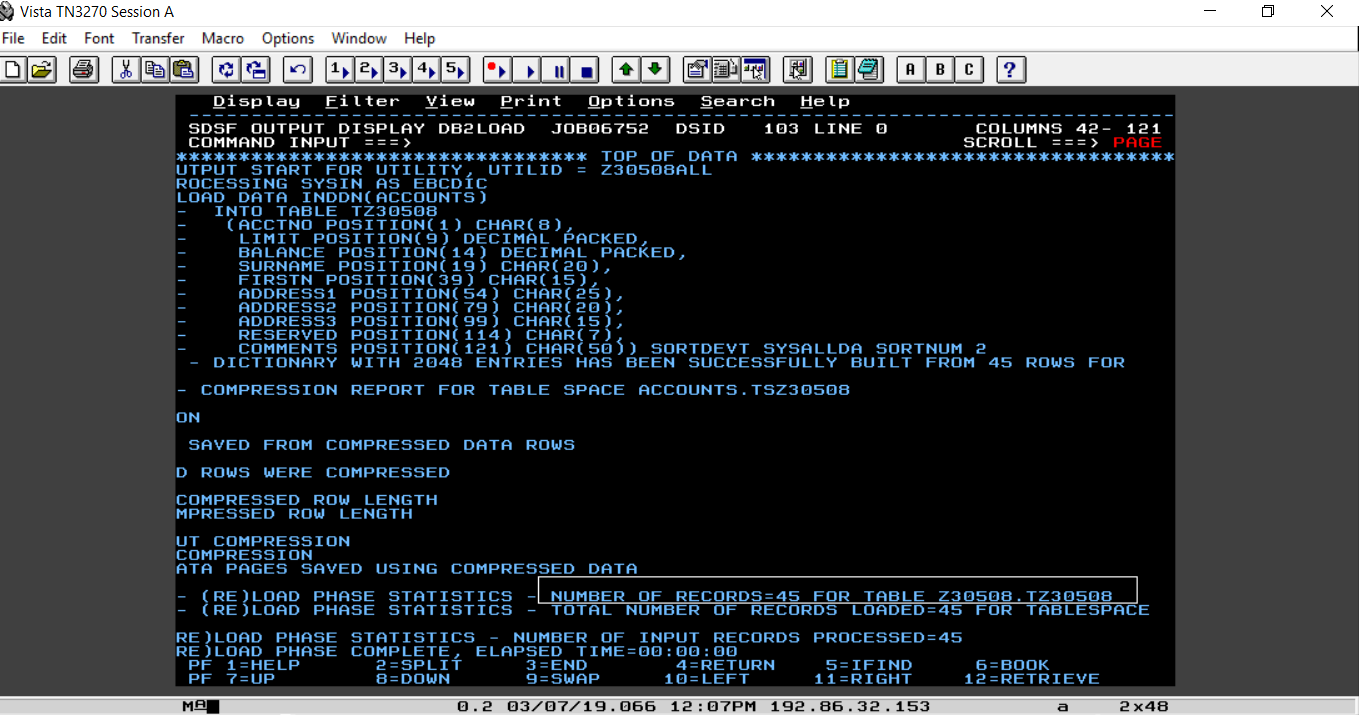 Vista TN3270 Session A
File Edit Font Transfer Macro Options Window Help
1 2 3 4 5 A B C ?
Display Filter View Print Options Search Help
-------------------------------------------------------------------------------
SDSF OUTPUT DISPLAY DB2LOAD JOB06752 DSID 103 LINE 0 COLUMNS 42- 121
COMMAND INPUT ===> SCROLL ===> PAGE
********************************* TOP OF DATA **********************************
UTPUT START FOR UTILITY, UTILID = Z30508ALL
ROCESSING SYSIN AS EBCDIC
LOAD DATA INDDN(ACCOUNTS)
- INTO TABLE TZ30508
- (ACCTNO POSITION(1) CHAR(8),
- LIMIT POSITION(9) DECIMAL PACKED,
- BALANCE POSITION(14) DECIMAL PACKED,
- SURNAME POSITION(19) CHAR(20),
- FIRSTN POSITION(39) CHAR(15),
- ADDRESS1 POSITION(54) CHAR(25),
- ADDRESS2 POSITION(79) CHAR(20),
- ADDRESS3 POSITION(99) CHAR(15),
- RESERVED POSITION(114) CHAR(7),
- COMMENTS POSITION(121) CHAR(50)) SORTDEVT SYSALLDA SORTNUM 2
- DICTIONARY WITH 2048 ENTRIES HAS BEEN SUCCESSFULLY BUILT FROM 45 ROWS FOR
- COMPRESSION REPORT FOR TABLE SPACE ACCOUNTS.TSZ30508
ON
SAVED FROM COMPRESSED DATA ROWS
D ROWS WERE COMPRESSED
COMPRESSED ROW LENGTH
MPRESSED ROW LENGTH
UT COMPRESSION
COMPRESSION
ATA PAGES SAVED USING COMPRESSED DATA
- (RE)LOAD PHASE STATISTICS - NUMBER OF RECORDS=45 FOR TABLE Z30508.TZ30508
- (RE)LOAD PHASE STATISTICS - TOTAL NUMBER OF RECORDS LOADED=45 FOR TABLESPACE
RE)LOAD PHASE STATISTICS - NUMBER OF INPUT RECORDS PROCESSED=45
RE)LOAD PHASE COMPLETE, ELAPSED TIME=00:00:00
PF 1=HELP 2=SPLIT 3=END 4=RETURN 5=IFIND 6=BOOK
PF 7=UP 8=DOWN 9=SWAP 10=LEFT 11=RIGHT 12=RETRIEVE
MA 0.2 03/07/19.066 12:07PM 192.86.32.153 a 2x48